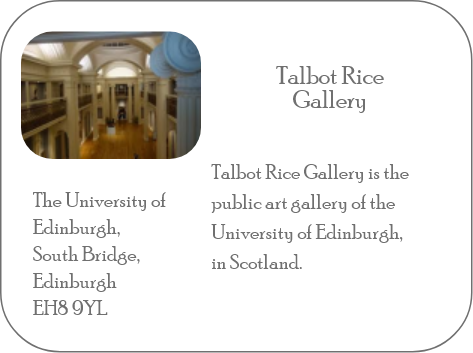 Talbot Rice
Gallery
Talbot Rice Gallery is the
public art gallery of the
University of Edinburgh,
in Scotland.
The University of
Edinburgh,
South Bridge,
Edinburgh
EH8 9YL